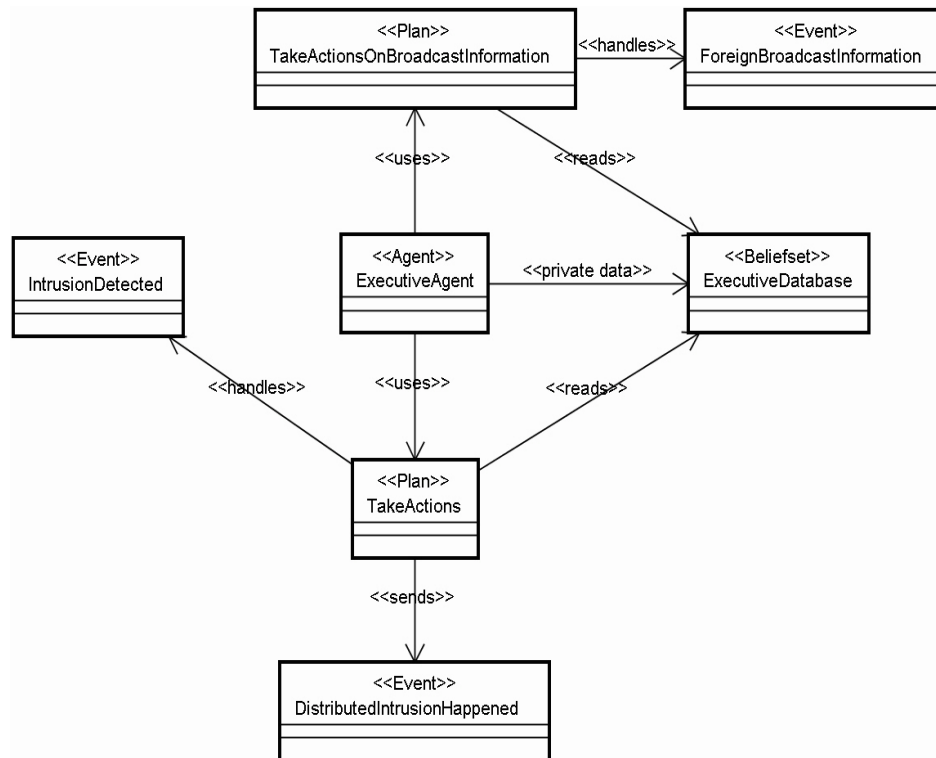 <<Plan>>
TakeActionsOnBroadcastInformation
<<handles>>
<<Event>>
ForeignBroadcastInformation
<<uses>>
<<reads>>
<<Event>>
IntrusionDetected
<<Agent>>
ExecutiveAgent
<<private data>>
<<Beliefset>>
ExecutiveDatabase
<<handles>>
<<uses>>
<<reads>>
<<Plan>>
TakeActions
<<sends>>
<<Event>>
DistributedIntrusionHappened